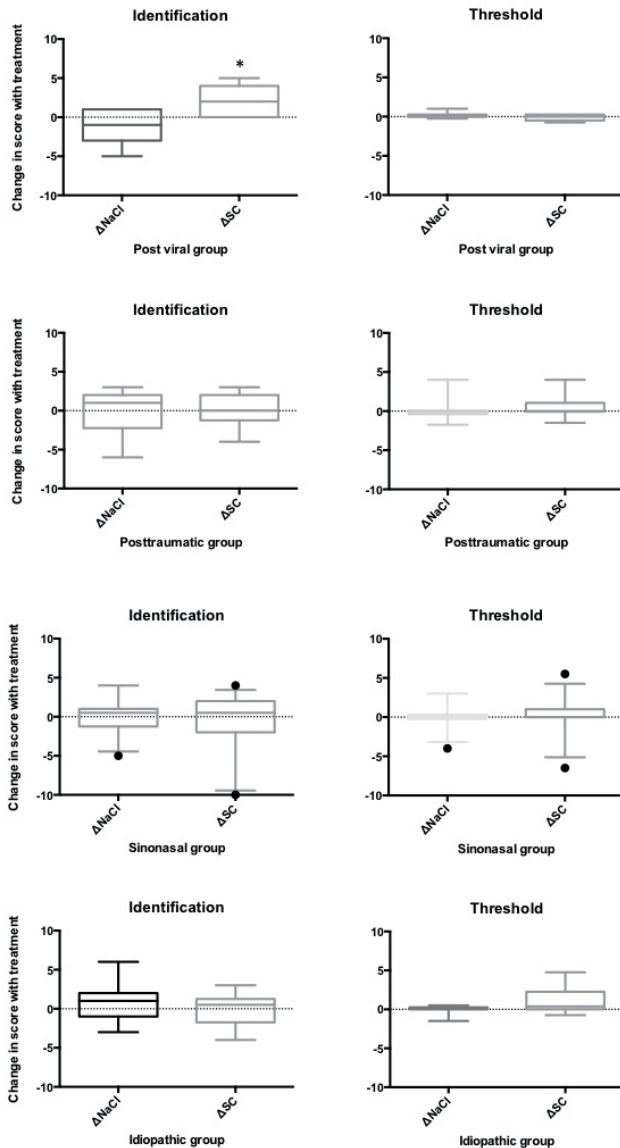 Identification
Change in score with treatment
10
5
0
-5
-10
*
ΔNaCl
ΔSC
Post viral group
Threshold
10
5
0
-5
-10
ΔNaCl
ΔSC
Post viral group
Identification
Change in score with treatment
10
5
0
-5
-10
ΔNaCl
ΔSC
Posttraumatic group
Threshold
10
5
0
-5
-10
ΔNaCl
ΔSC
Posttraumatic group
Identification
Change in score with treatment
10
5
0
-5
-10
ΔNaCl
ΔSC
Sinonasal group
Threshold
10
5
0
-5
-10
ΔNaCl
ΔSC
Sinonasal group
Identification
Change in score with treatment
10
5
0
-5
-10
ΔNaCl
ΔSC
Idiopathic group
Threshold
10
5
0
-5
-10
ΔNaCl
ΔSC
Idiopathic group